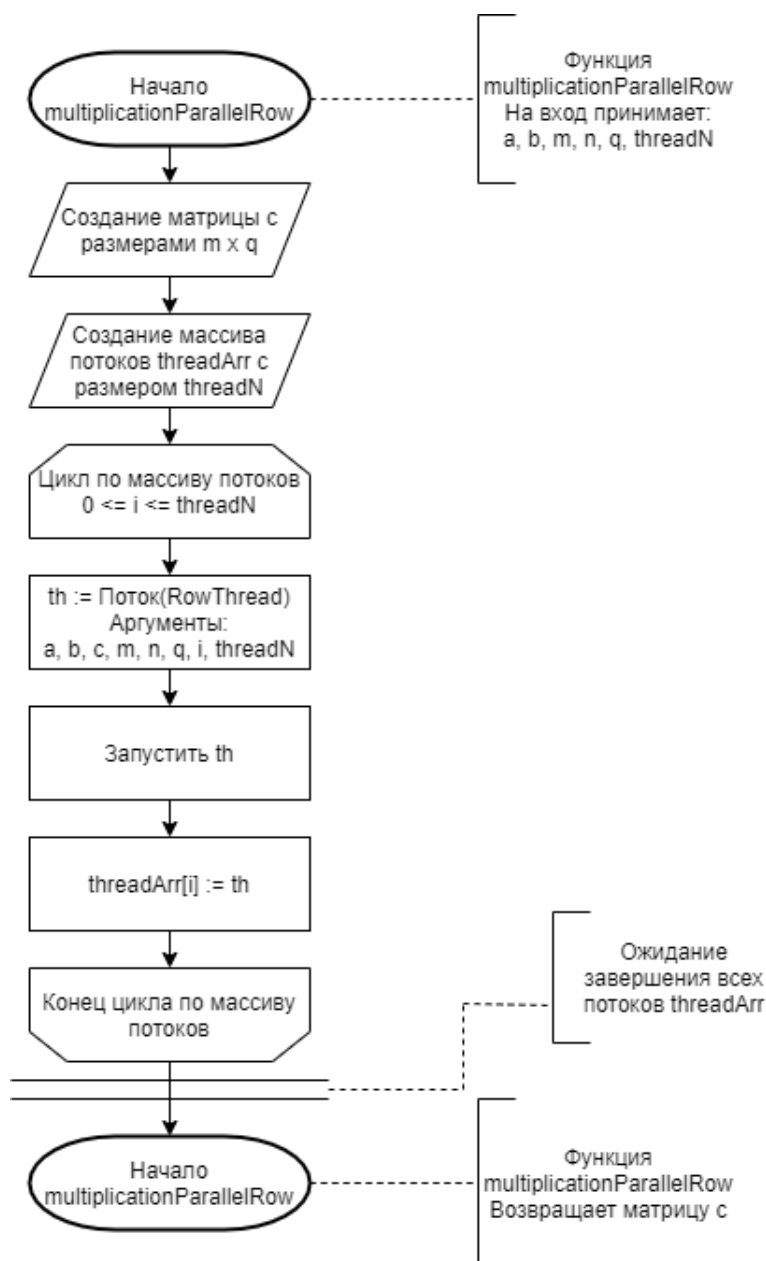 Начало
multiplicationParallelRow
Функция
multiplicationParallelRow
На вход принимает:
a, b, m, n, q, threadN
Создание матрицы с
размерами m x q
Создание массива
потоков threadArr с
размером threadN
Цикл по массиву потоков
0 <= i <= threadN
th := Поток(RowThread)
Аргументы:
a, b, c, m, n, q, i, threadN
Запустить th
threadArr[i] := th
Конец цикла по массиву
потоков
Ожидание
завершения всех
потоков threadArr
Начало
multiplicationParallelRow
Функция
multiplicationParallelRow
Возвращает матрицу c